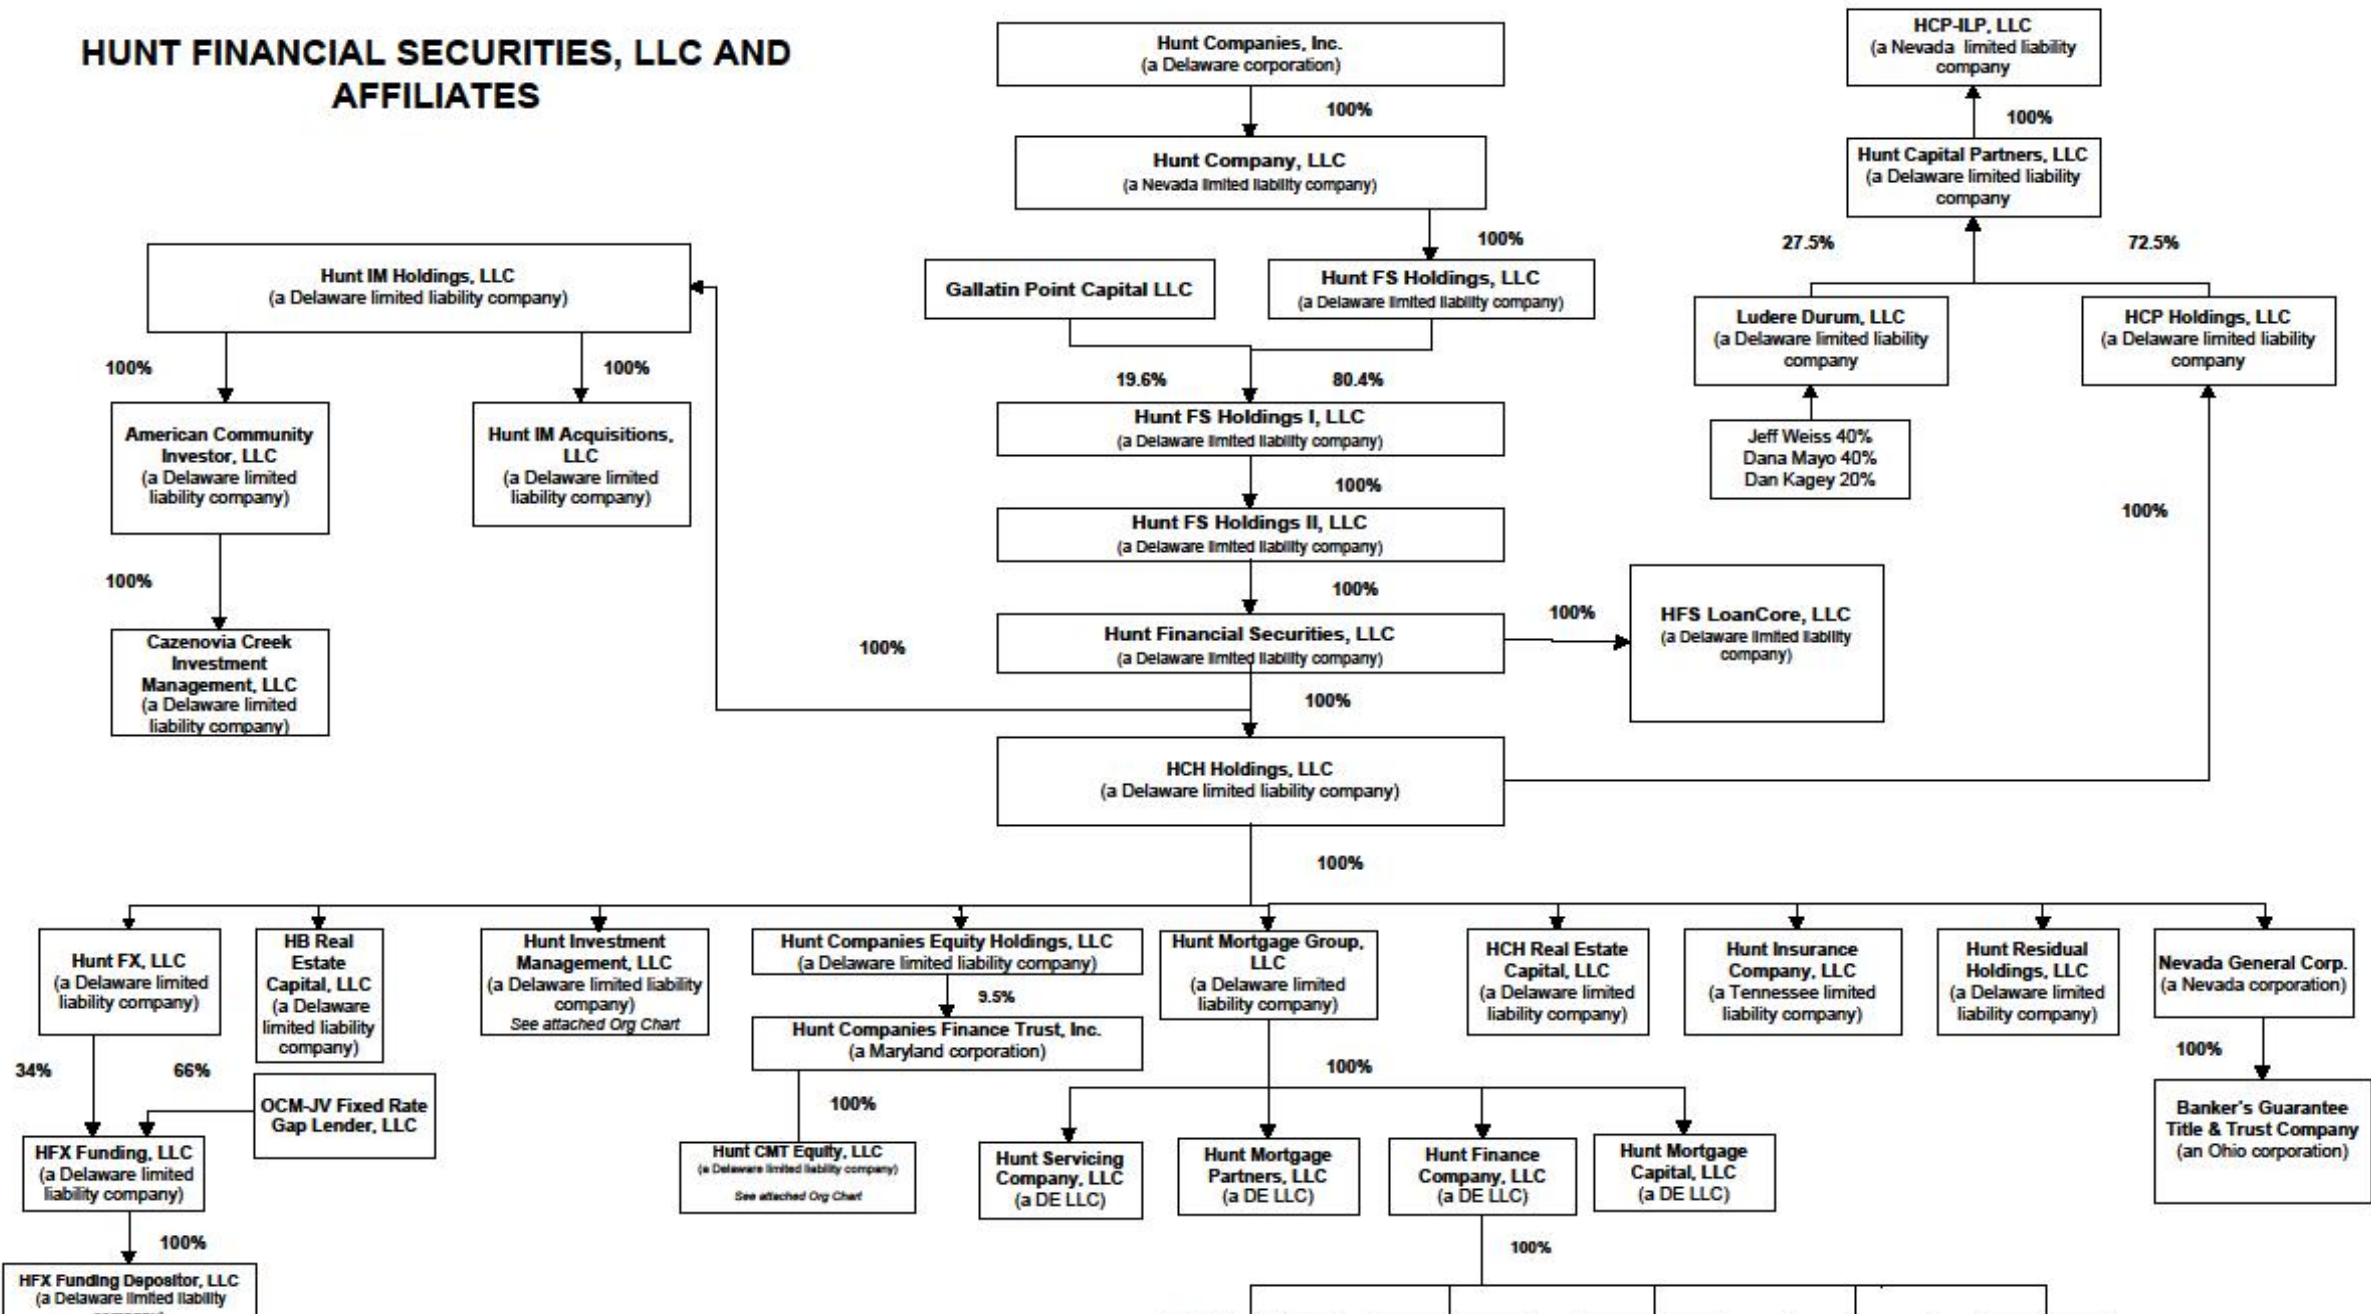 HUNT FINANCIAL SECURITIES, LLC AND
AFFILIATES
Hunt Companies, Inc.
(a Delaware corporation)
100%
Hunt Company, LLC
(a Nevada limited liability company)
100%
Gallatin Point Capital LLC
Hunt FS Holdings, LLC
(a Delaware limited liability company)
19.6%
80.4%
Hunt FS Holdings I, LLC
(a Delaware limited liability company)
100%
Hunt FS Holdings II, LLC
(a Delaware limited liability company)
100%
Hunt Financial Securities, LLC
(a Delaware limited liability company)
100%
HFS LoanCore, LLC
(a Delaware limited liability
company)
100%
100%
HCH Holdings, LLC
(a Delaware limited liability company)
100%
HCP-ILP, LLC
(a Nevada limited liability
company
100%
Hunt Capital Partners, LLC
(a Delaware limited liability
company
27.5%
72.5%
Ludere Durum, LLC
(a Delaware limited liability
company
HCP Holdings, LLC
(a Delaware limited liability
company
Jeff Weiss 40%
Dana Mayo 40%
Dan Kagey 20%
100%
Hunt IM Holdings, LLC
(a Delaware limited liability company)
100%
100%
American Community
Investor, LLC
(a Delaware limited
liability company)
Hunt IM Acquisitions,
LLC
(a Delaware limited
liability company)
100%
Cazenovia Creek
Investment
Management, LLC
(a Delaware limited
liability company)
Hunt FX, LLC
(a Delaware limited
liability company)
HB Real
Estate
Capital, LLC
(a Delaware
limited liability
company)
Hunt Investment
Management, LLC
(a Delaware limited liability
company)
See attached Org Chart
Hunt Companies Equity Holdings, LLC
(a Delaware limited liability company)
9.5%
Hunt Companies Finance Trust, Inc.
(a Maryland corporation)
100%
Hunt CMT Equity, LLC
(a Delaware limited liability company)
See attached Org Chart
Hunt Mortgage Group,
LLC
(a Delaware limited
liability company)
100%
Hunt Servicing
Company, LLC
(a DE LLC)
Hunt Mortgage
Partners, LLC
(a DE LLC)
Hunt Finance
Company, LLC
(a DE LLC)
Hunt Mortgage
Capital, LLC
(a DE LLC)
100%
HCH Real Estate
Capital, LLC
(a Delaware limited
liability company)
Hunt Insurance
Company, LLC
(a Tennessee limited
liability company)
Hunt Residual
Holdings, LLC
(a Delaware limited
liability company)
Nevada General Corp.
(a Nevada corporation)
100%
Banker's Guarantee
Title & Trust Company
(an Ohio corporation)
34%
66%
OCM-JV Fixed Rate
Gap Lender, LLC
HFX Funding, LLC
(a Delaware limited
liability company)
100%
HFX Funding Depositor, LLC
(a Delaware limited liability